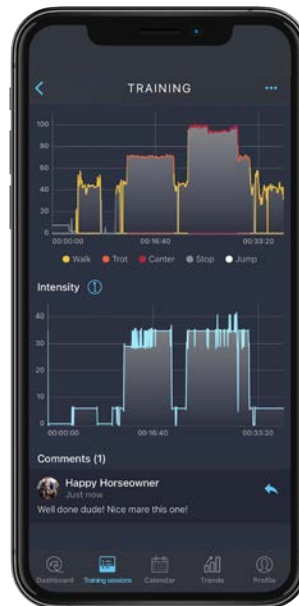 TRAINING
100
80
60
40
20
0
00:00:00 00:16:40 00:33:20
Walk Trot Canter Stop Jump
Intensity
40
30
20
10
0
00:00:00 00:16:40 00:33:20
Comments (1)
Happy Horseowner
Just now
Well done dude! Nice mare this one!
Dashboard Training sessions Calendar Trends Profile